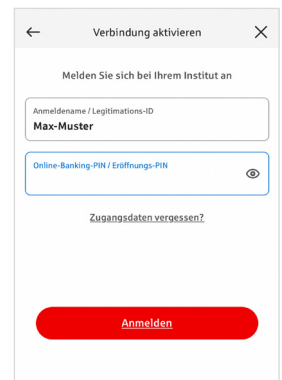 Verbindung aktivieren
Melden Sie sich bei Ihrem Institut an
Anmeldename / Legitimations-ID
Max-Muster
Online-Banking-PIN / Eröffnungs-PIN
Zugangsdaten vergessen?
Anmelden